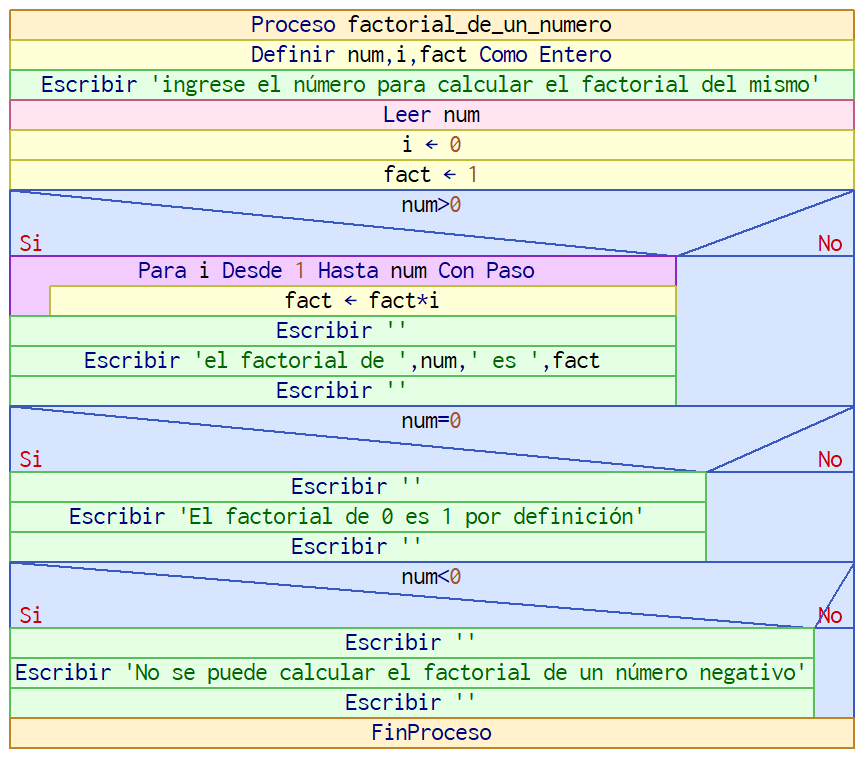 Proceso factorial_de_un_numero
Definir num,i,fact Como Entero
Escribir 'ingrese el número para calcular el factorial del mismo'
Leer num
i ← 0
fact ← 1
num>0
Si No
Para i Desde 1 Hasta num Con Paso
fact ← fact*i
Escribir ''
Escribir 'el factorial de ',num,' es ',fact
Escribir ''
num=0
Si No
Escribir ''
Escribir 'El factorial de 0 es 1 por definición'
Escribir ''
num<0
Si No
Escribir ''
Escribir 'No se puede calcular el factorial de un número negativo'
Escribir ''
FinProceso